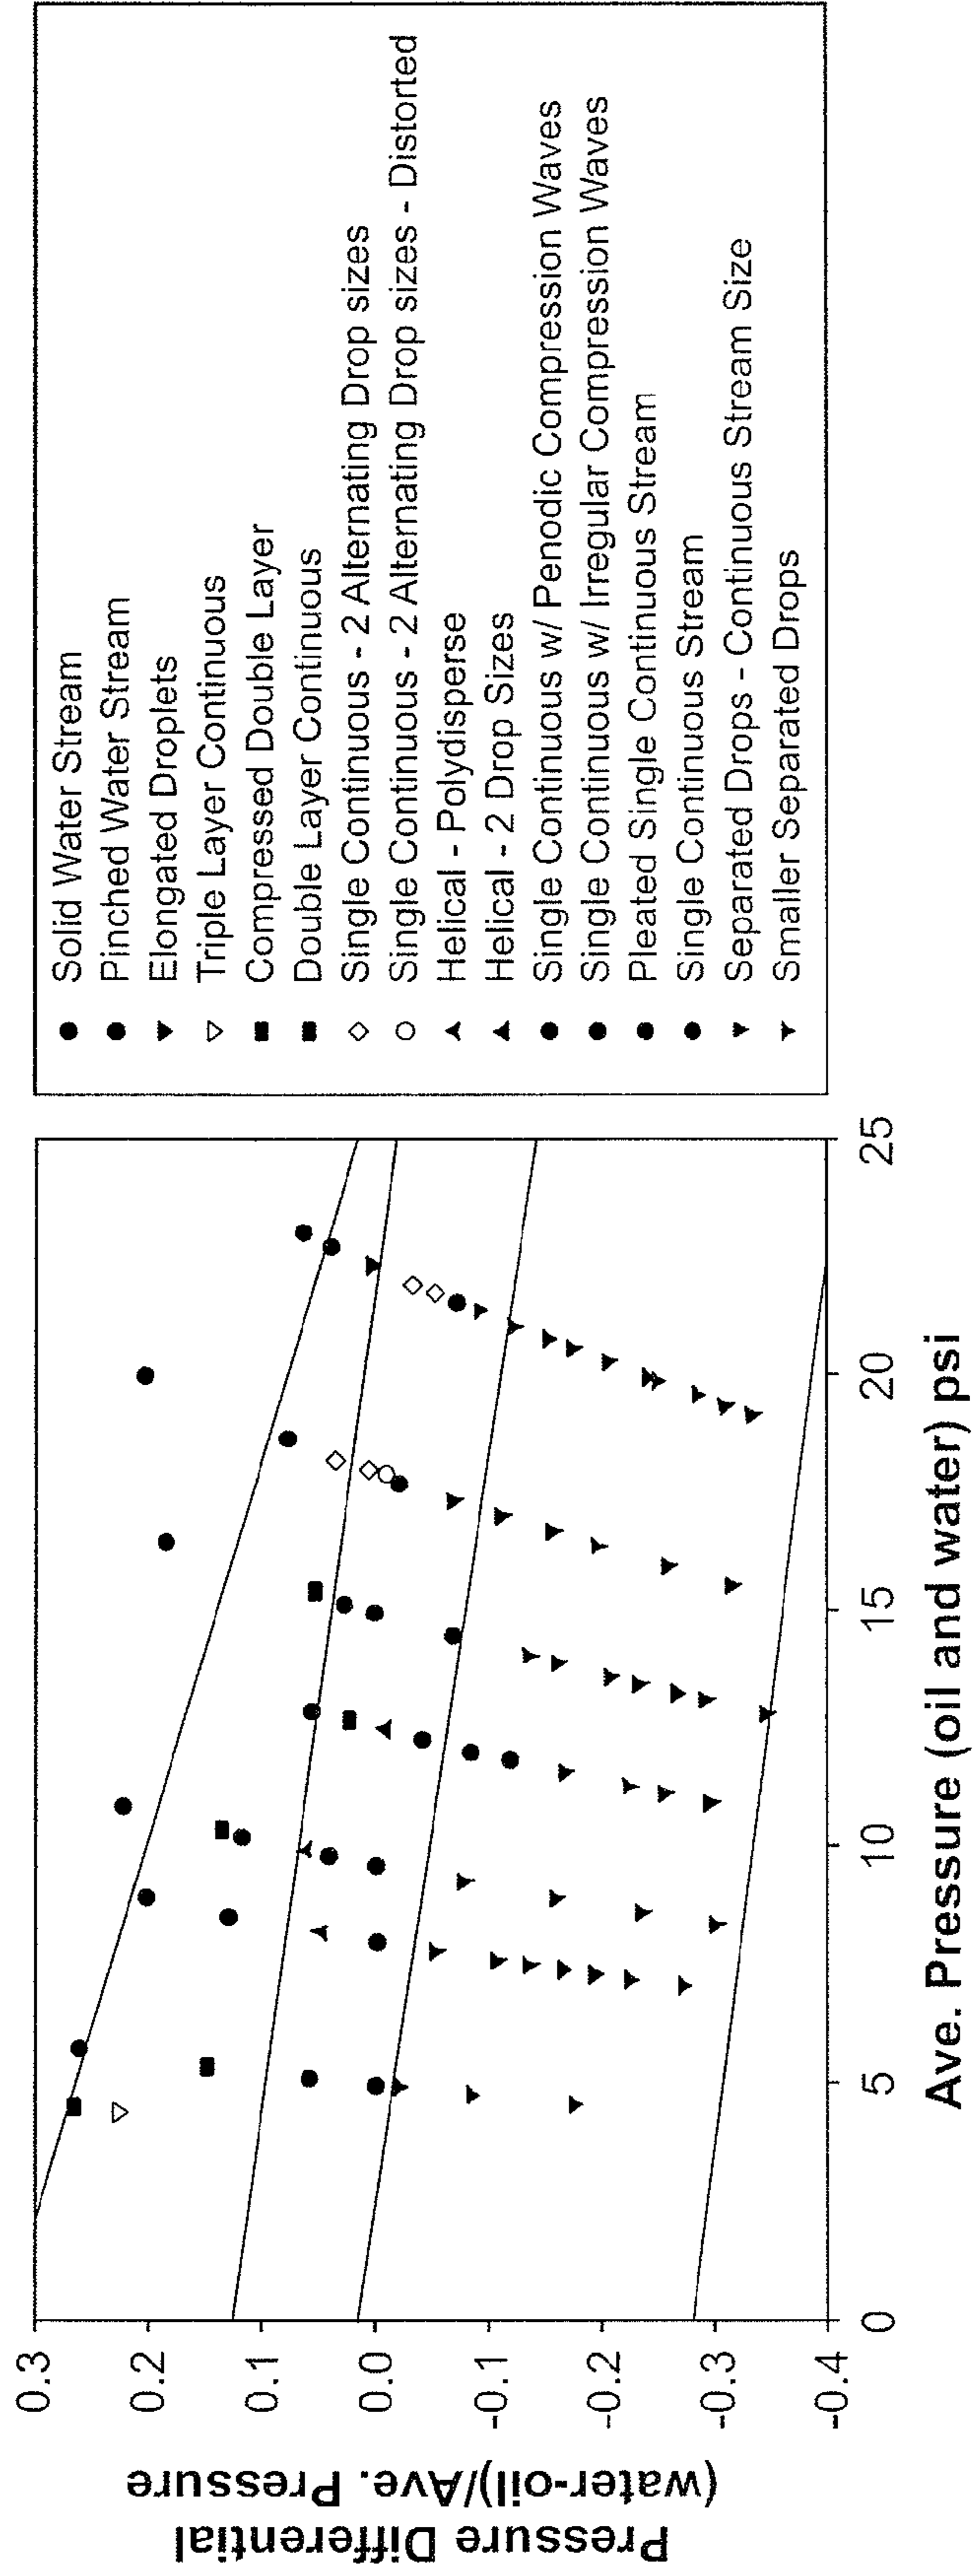 Pressure Differential
(water-oil)/Ave. Pressure
0.3
0.2
0.1
0.0
-0.1
-0.2
-0.3
-0.4
0
5
10
15
20
25
Ave. Pressure (oil and water) psi
Solid Water Stream
Pinched Water Stream
Elongated Droplets
Triple Layer Continuous
Compressed Double Layer
Double Layer Continuous
Single Continuous - 2 Alternating Drop sizes
Single Continuous - 2 Alternating Drop sizes - Distorted
Helical - Polydisperse
Helical - 2 Drop Sizes
Single Continuous w/ Penodic Compression Waves
Single Continuous w/ Irregular Compression Waves
Pleated Single Continuous Stream
Single Continuous Stream
Separated Drops - Continuous Stream Size
Smaller Separated Drops